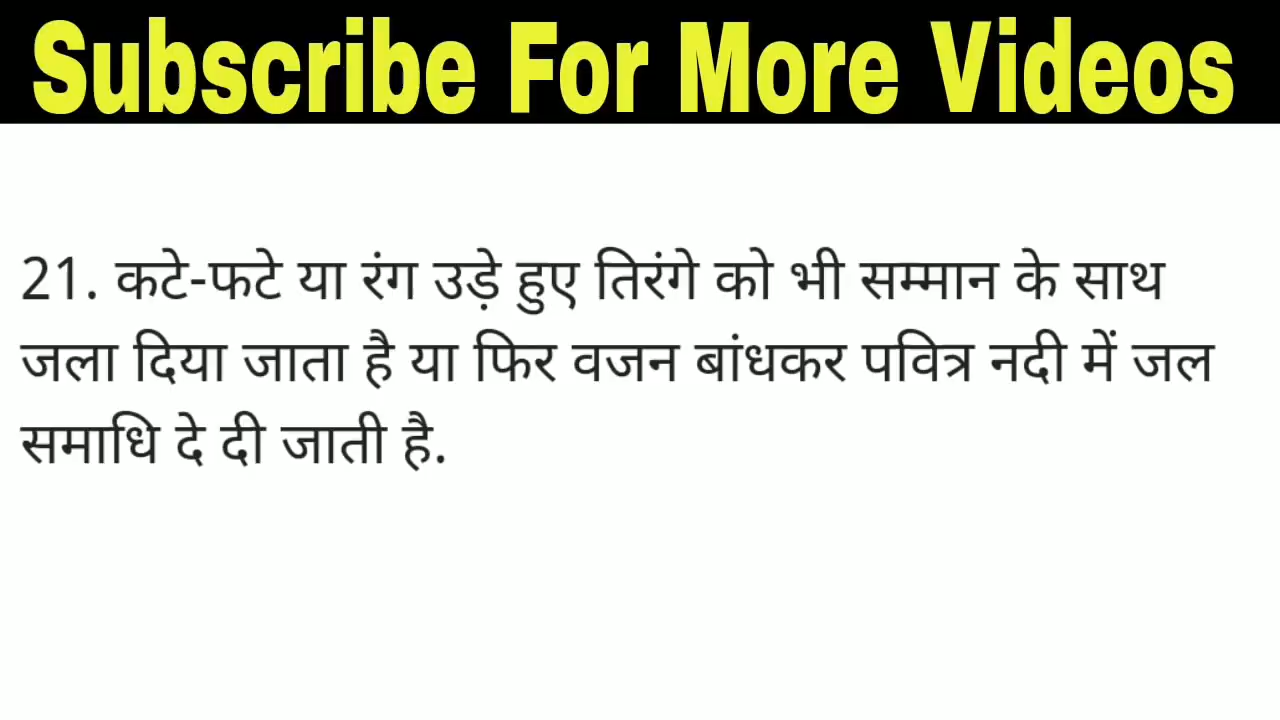 Subscribe For More Videos
21. कटे-फटे या रंग उड़े हुए तिरंगे को भी सम्मान के साथ
जला दिया जाता है या फिर वजन बांधकर पवित्र नदी में जल
समाधि दे दी जाती है.